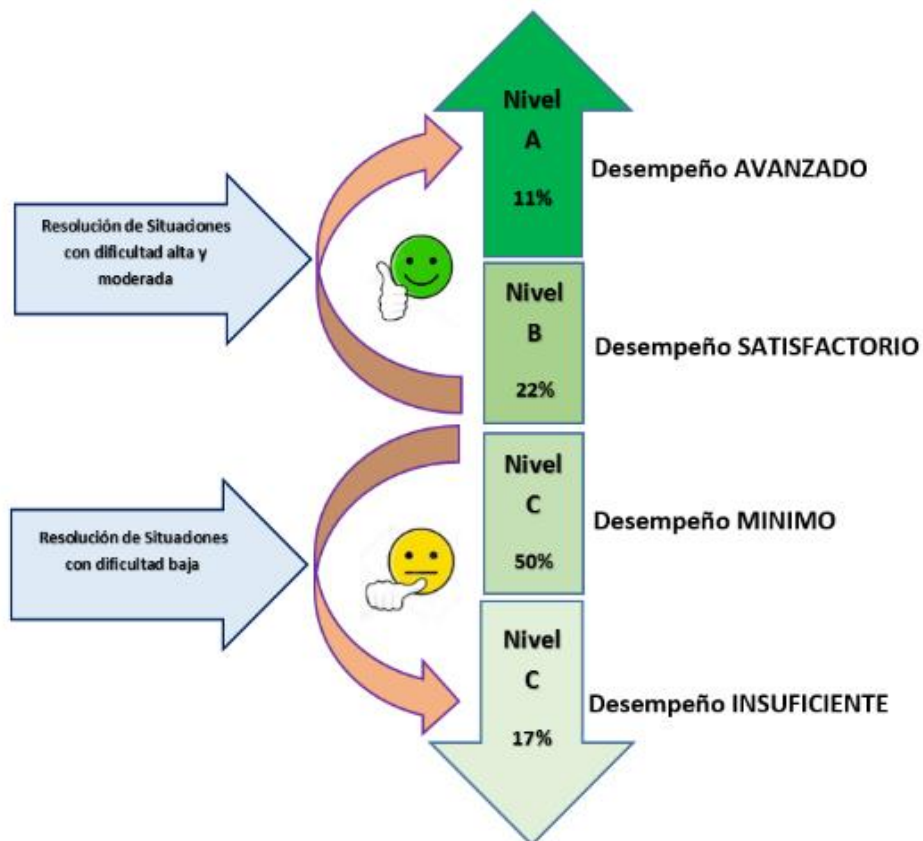 Nivel
A
11%
Desempeño AVANZADO
Resolución de Situaciones
con dificultad alta y
moderada
Nivel
B
22%
Desempeño SATISFACTORIO
Nivel
C
50%
Desempeño MINIMO
Resolución de Situaciones
con dificultad baja
Nivel
C
17%
Desempeño INSUFICIENTE